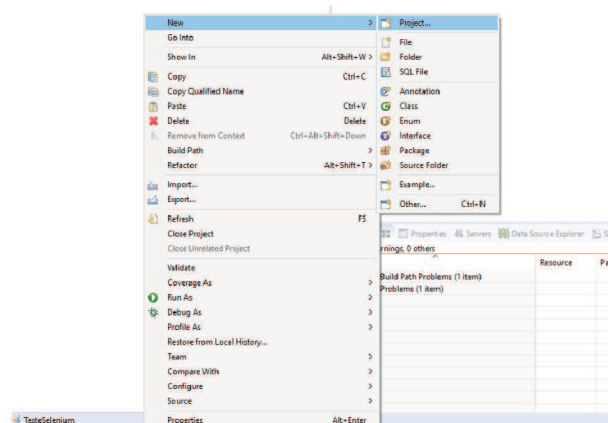 New
Go Into
Show In Alt+Shift+W >
Copy Ctrl+C
Copy Qualified Name
Paste Ctrl+V
Delete Delete
Remove from Context Ctrl+Alt+Shift+Down
Build Path
Refactor Alt+Shift+T >
Import...
Export...
Refresh F5
Close Project
Close Unrelated Project
Validate
Coverage As
Run As
Debug As
Profile As
Restore from Local History...
Team
Compare With
Configure
Source
Properties Alt+Enter
Project...
File
Folder
SQL File
Annotation
Class
Enum
Interface
Package
Source Folder
Example...
Other... Ctrl+N
Properties Servers Data Source Explorer S
rnings, 0 others
Resource Pa
Build Path Problems (1 item)
Problems (1 item)
TesteSelenium